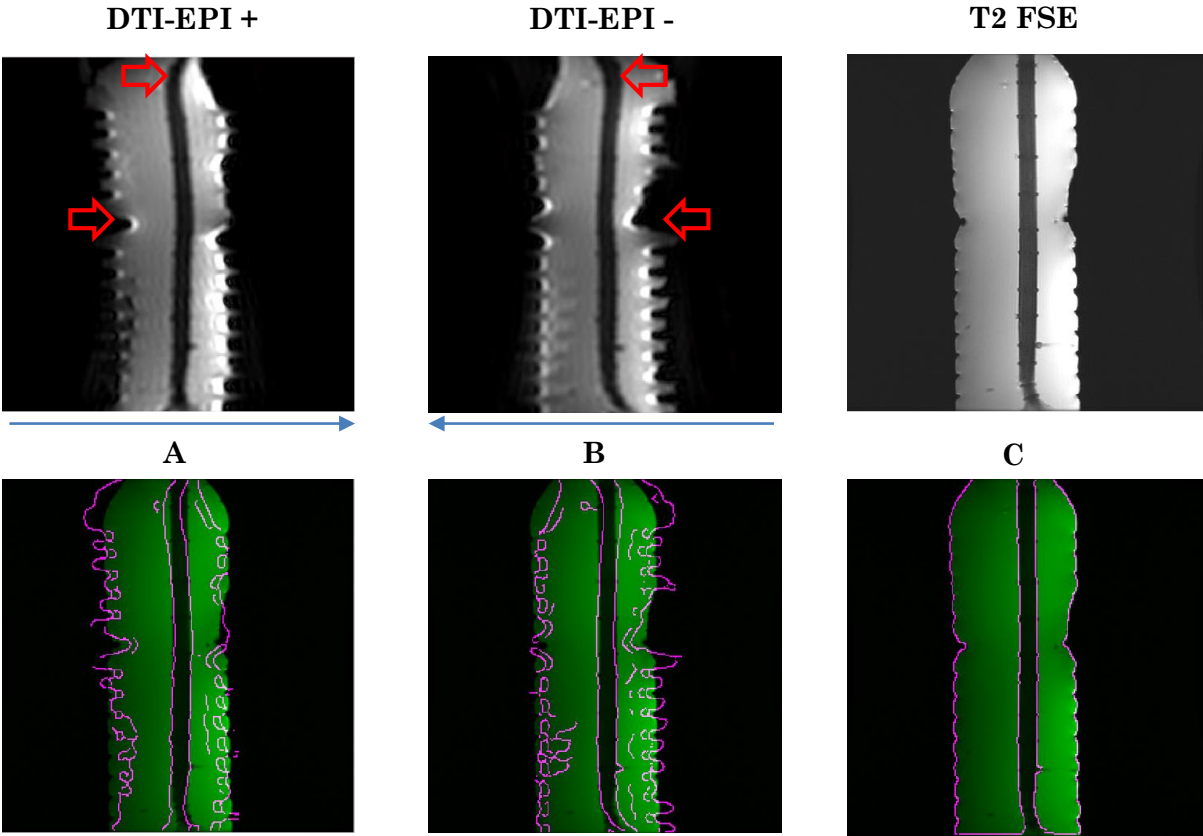 DTI-EPI +
DTI-EPI -
T2 FSE
A
B
C